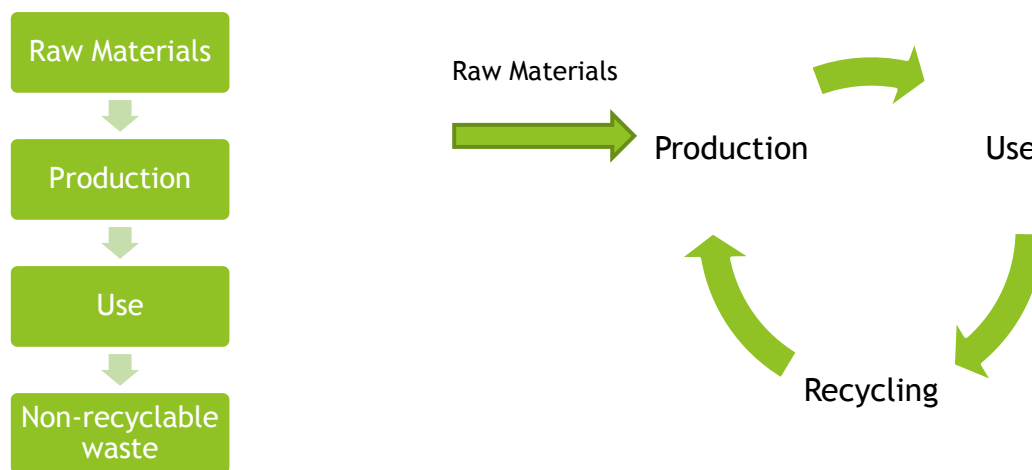 Raw Materials
Production
Use
Non-recyclable
waste
Raw Materials
Production
Use
Recycling